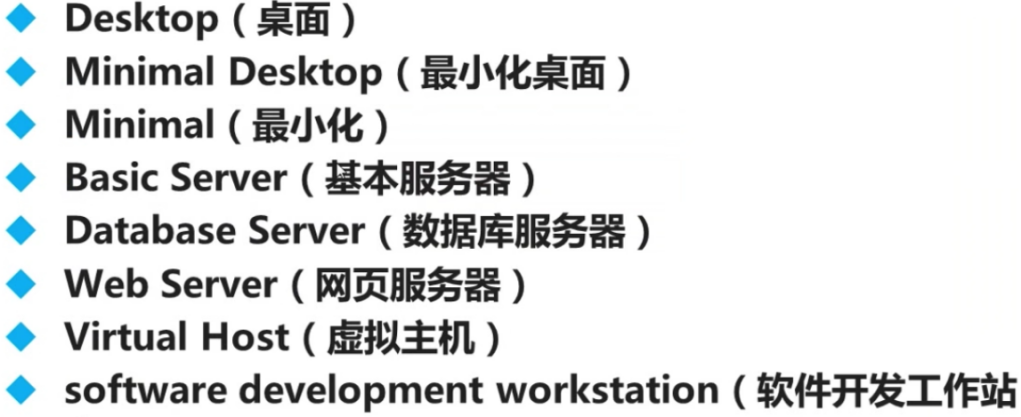 Desktop（桌面）
Minimal Desktop（最小化桌面）
Minimal（最小化）
Basic Server（基本服务器）
Database Server（数据库服务器）
Web Server（网页服务器）
Virtual Host（虚拟主机）
software development workstation（软件开发工作站